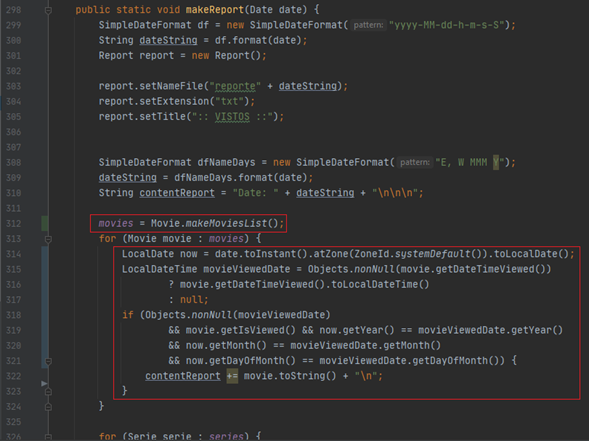 298 public static void makeReport(Date date) {
299 SimpleDateFormat df = new SimpleDateFormat( pattern: "yyyy-MM-dd-h-m-s-S");
300 String dateString = df.format(date);
301 Report report = new Report();
302
303 report.setNameFile("reporte" + dateString);
304 report.setExtension("txt");
305 report.setTitle(":: VISTOS ::");
306
307
308 SimpleDateFormat dfNameDays = new SimpleDateFormat( pattern: "E, W MMM Y");
309 dateString = dfNameDays.format(date);
310 String contentReport = "Date: " + dateString + "\n\n\n";
311
312 movies = Movie.makeMoviesList();
313 for (Movie movie : movies) {
314 LocalDate now = date.toInstant().atZone(ZoneId.systemDefault()).toLocalDate();
315 LocalDateTime movieViewedDate = Objects.nonNull(movie.getDateTimeViewed())
316 ? movie.getDateTimeViewed().toLocalDateTime()
317 : null;
318 if (Objects.nonNull(movieViewedDate)
319 && movie.getIsViewed() && now.getYear() == movieViewedDate.getYear()
320 && now.getMonth() == movieViewedDate.getMonth()
321 && now.getDayOfMonth() == movieViewedDate.getDayOfMonth()) {
322 contentReport += movie.toString() + "\n";
323 }
324 }
325
326 for (Serie serie : series) {